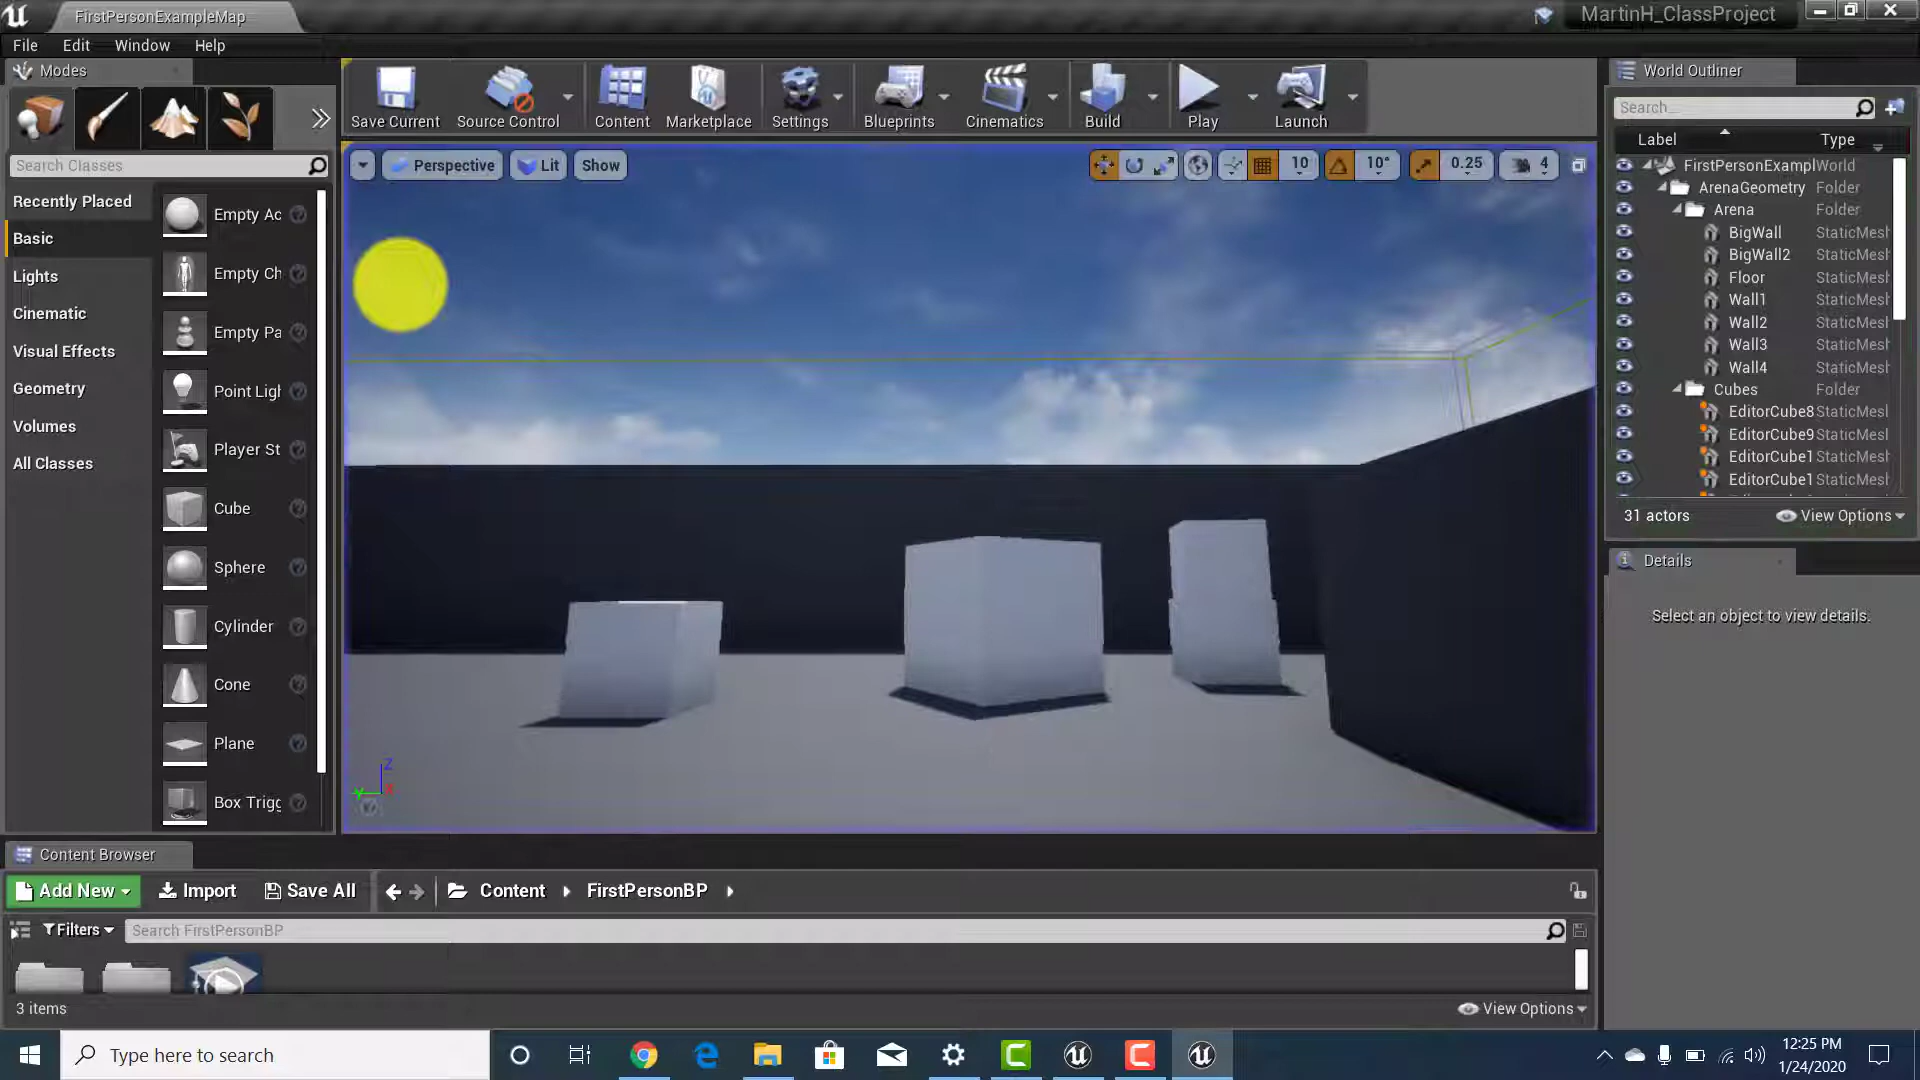 FirstPersonExampleMap
MartinH_ClassProject
File Edit Window Help
Modes
Save Current
Source Control
Content
Marketplace
Settings
Blueprints
Cinematics
Build
Play
Launch
World Outliner
Search...
Label Type
Search Classes
Perspective
Lit
Show
10
10°
0.25
4
Recently Placed
Basic
Lights
Cinematic
Visual Effects
Geometry
Volumes
All Classes
Empty Ac
Empty Ch
Empty Pa
Point Ligh
Player St
Cube
Sphere
Cylinder
Cone
Plane
Box Trigg
FirstPersonExampl World
ArenaGeometry Folder
Arena Folder
BigWall StaticMesh
BigWall2 StaticMesh
Floor StaticMesh
Wall1 StaticMesh
Wall2 StaticMesh
Wall3 StaticMesh
Wall4 StaticMesh
Cubes Folder
EditorCube8 StaticMesl
EditorCube9 StaticMesl
EditorCube1 StaticMesl
EditorCube1 StaticMesl
31 actors
View Options
Details
Select an object to view details.
Z
Y
X
Content Browser
Add New
Import
Save All
Content
FirstPersonBP
Filters
Search FirstPersonBP
3 items
View Options
Type here to search
12:25 PM
1/24/2020